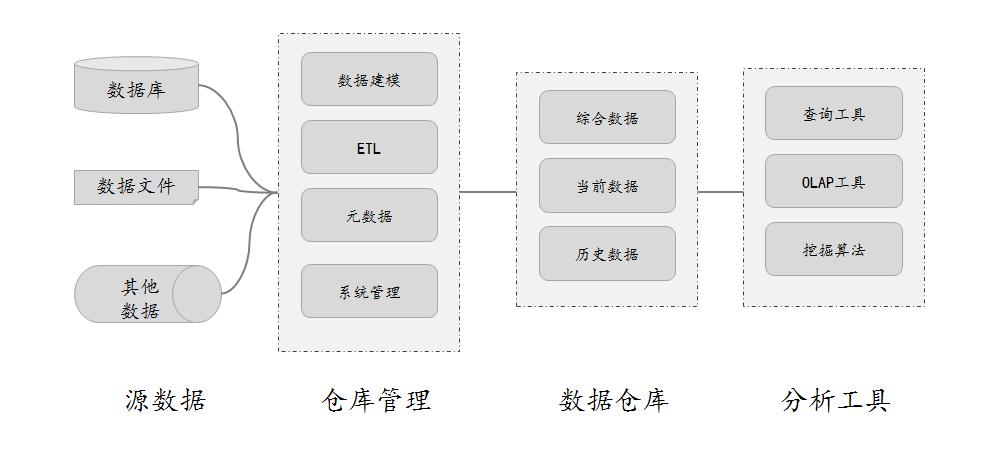 数据库
数据文件
其他
数据
数据建模
ETL
元数据
系统管理
综合数据
当前数据
历史数据
查询工具
OLAP工具
挖掘算法
源数据
仓库管理
数据仓库
分析工具